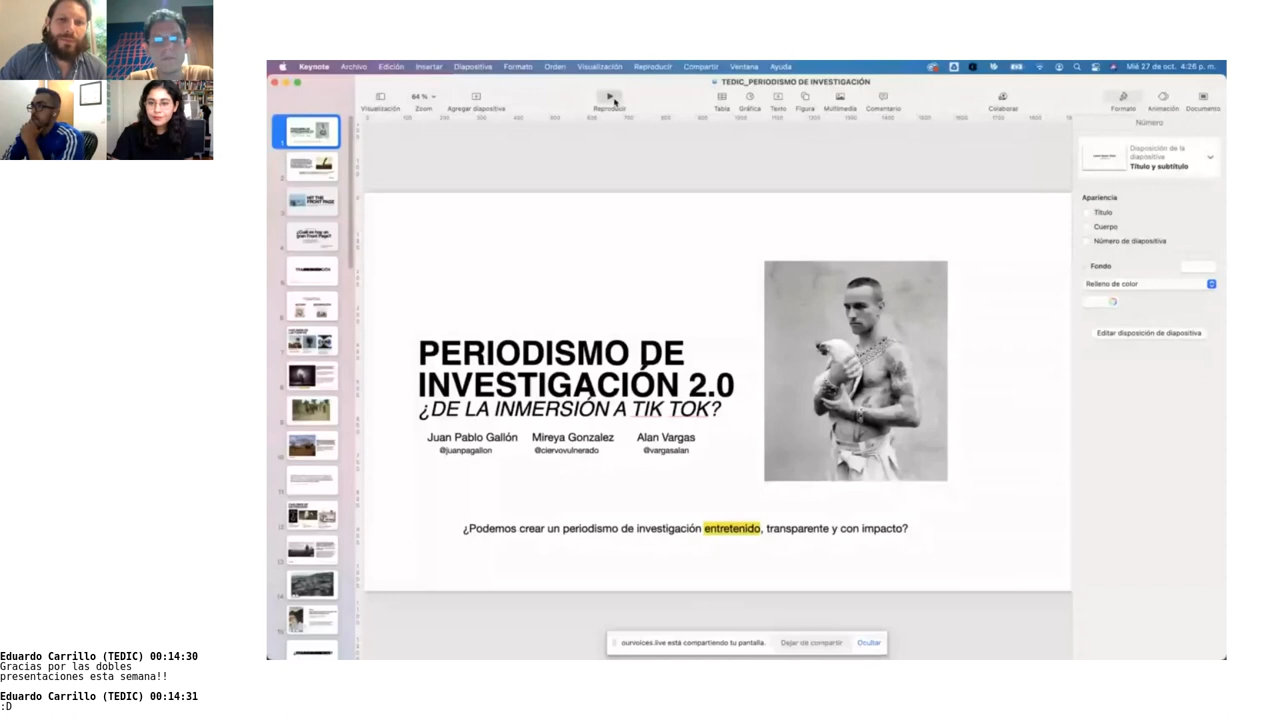 Keynote Archivo Edición Insertar Diapositiva Formato Orden Visualización Reproducir Compartir Ventana Ayuda Mié 27 de oct. 4:26 p. m.
TEDIC_PERIODISMO DE INVESTIGACIÓN
64 %
Visualización Zoom Agregar diapositiva Reproducir Tabla Gráfica Texto Figura Multimedia Comentario Colaborar Formato Animación Documento
Número
Disposición de la
diapositiva
Título y subtítulo
Apariencia
Título
Cuerpo
Número de diapositiva
Fondo
Relleno de color
Editar disposición de diapositiva
HIT THE
FRONT PAGE
PERIODISMO DE
INVESTIGACIÓN 2.0
¿DE LA INMERSIÓN A TIK TOK?
Juan Pablo Gallón Mireya Gonzalez Alan Vargas
@juanpagallon @ciervovulnerado @vargasalan
¿Podemos crear un periodismo de investigación entretenido, transparente y con impacto?
ourvoices.live está compartiendo tu pantalla. Dejar de compartir Ocultar
Eduardo Carrillo (TEDIC) 00:14:30
Gracias por las dobles
presentaciones esta semana!!
Eduardo Carrillo (TEDIC) 00:14:31
:D